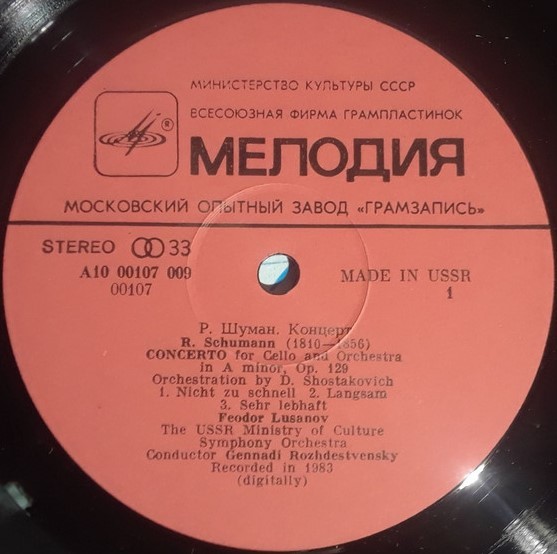 МИНИСТЕРСТВО КУЛЬТУРЫ СССР
ВСЕСОЮЗНАЯ ФИРМА ГРАМПЛАСТИНОК
®
МЕЛОДИЯ
МОСКОВСКИЙ ОПЫТНЫЙ ЗАВОД «ГРАМЗАПИСЬ»
STEREO 33
A10 00107 009
00107
MADE IN USSR
1
Р. Шуман. Концерт
R. Schumann (1810—1856)
CONCERTO for Cello and Orchestra
in A minor, Op. 129
Orchestration by D. Shostakovich
1. Nicht zu schnell 2. Langsam
3. Sehr lebhaft
Feodor Lusanov
The USSR Ministry of Culture
Symphony Orchestra
Conductor Gennadi Rozhdestvensky
Recorded in 1983
(digitally)